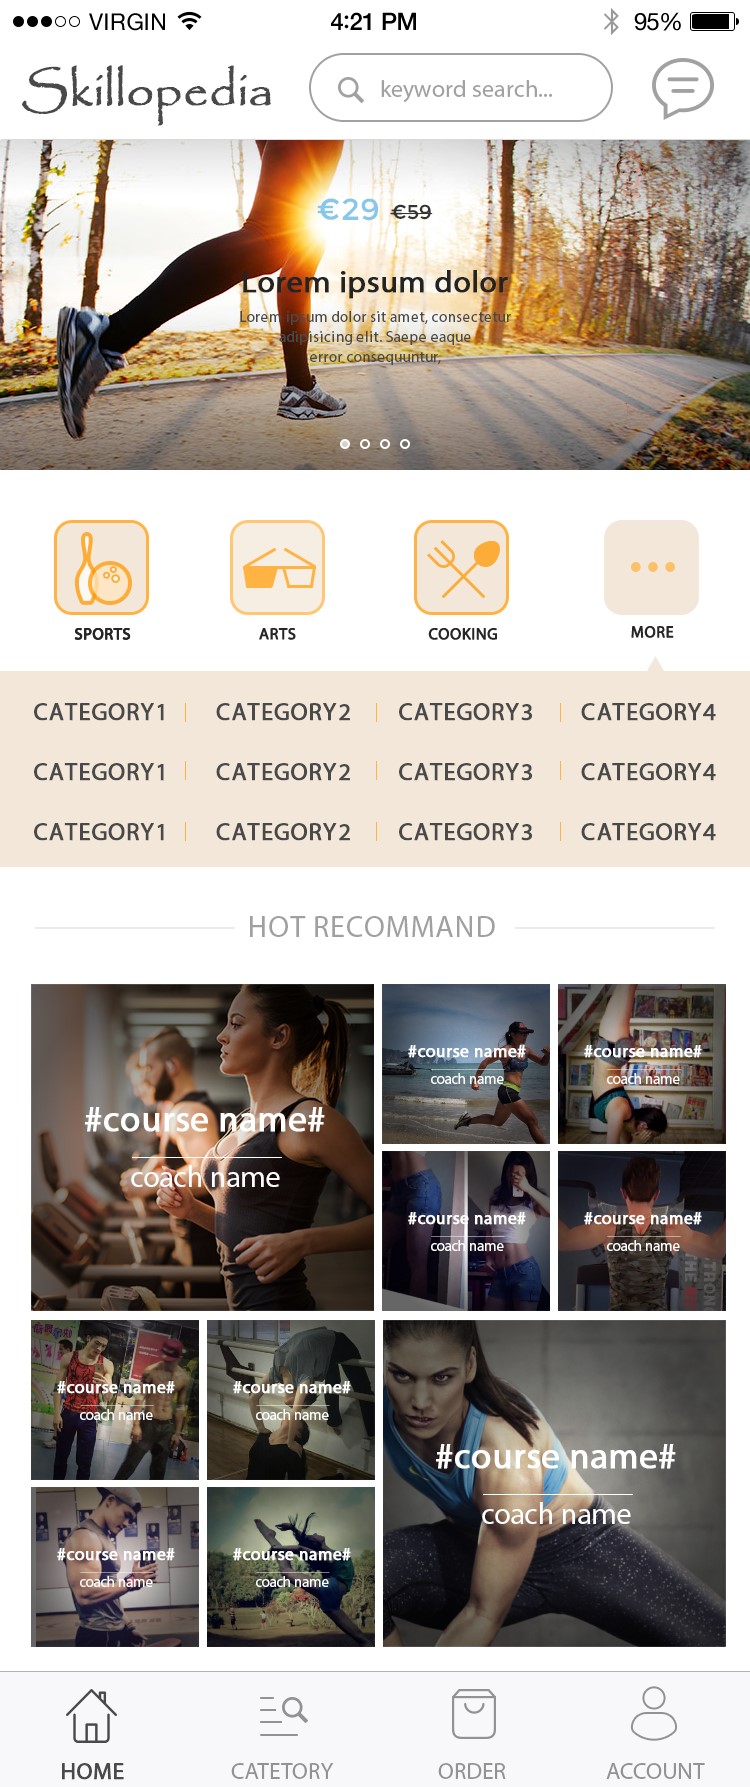 VIRGIN
4:21 PM
95%
Skillopedia
keyword search...
€29 €59
Lorem ipsum dolor
Lorem ipsum dolor sit amet, consectetur
adipisicing elit. Saepe eaque
error consequuntur,
SPORTS
ARTS
COOKING
MORE
CATEGORY1 CATEGORY2 CATEGORY3 CATEGORY4
CATEGORY1 CATEGORY2 CATEGORY3 CATEGORY4
CATEGORY1 CATEGORY2 CATEGORY3 CATEGORY4
HOT RECOMMAND
#course name#
coach name
#course name#
coach name
#course name#
coach name
#course name#
coach name
#course name#
coach name
#course name#
coach name
#course name#
coach name
#course name#
coach name
#course name#
coach name
#course name#
coach name
HOME
CATETORY
ORDER
ACCOUNT